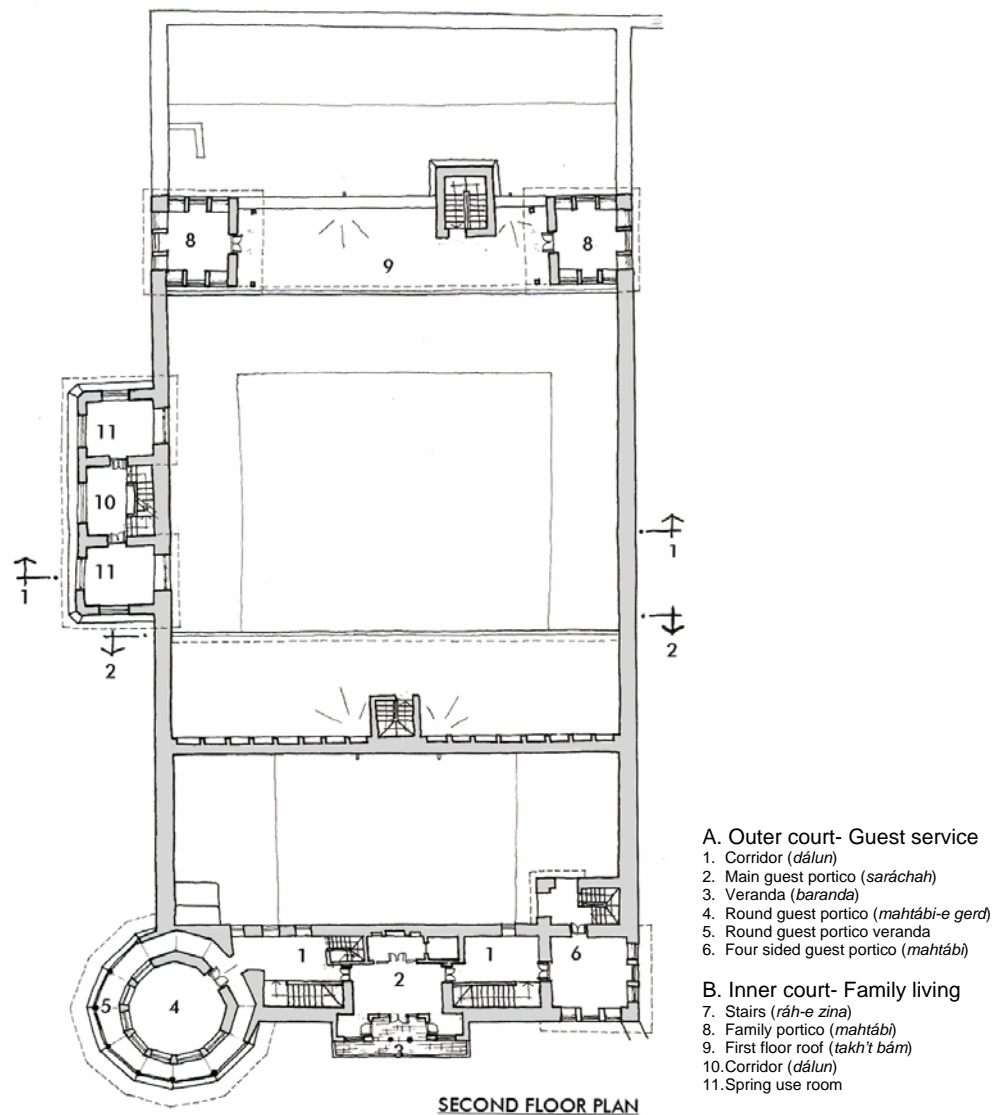 8
8
9
11
10
11
1
1
2
2
1
2
1
6
5
4
3
SECOND FLOOR PLAN
A. Outer court- Guest service
1. Corridor (dálun)
2. Main guest portico (saráchah)
3. Veranda (baranda)
4. Round guest portico (mahtábi-e gerd)
5. Round guest portico veranda
6. Four sided guest portico (mahtábi)
B. Inner court- Family living
7. Stairs (ráh-e zina)
8. Family portico (mahtábi)
9. First floor roof (takh't bám)
10.Corridor (dálun)
11.Spring use room